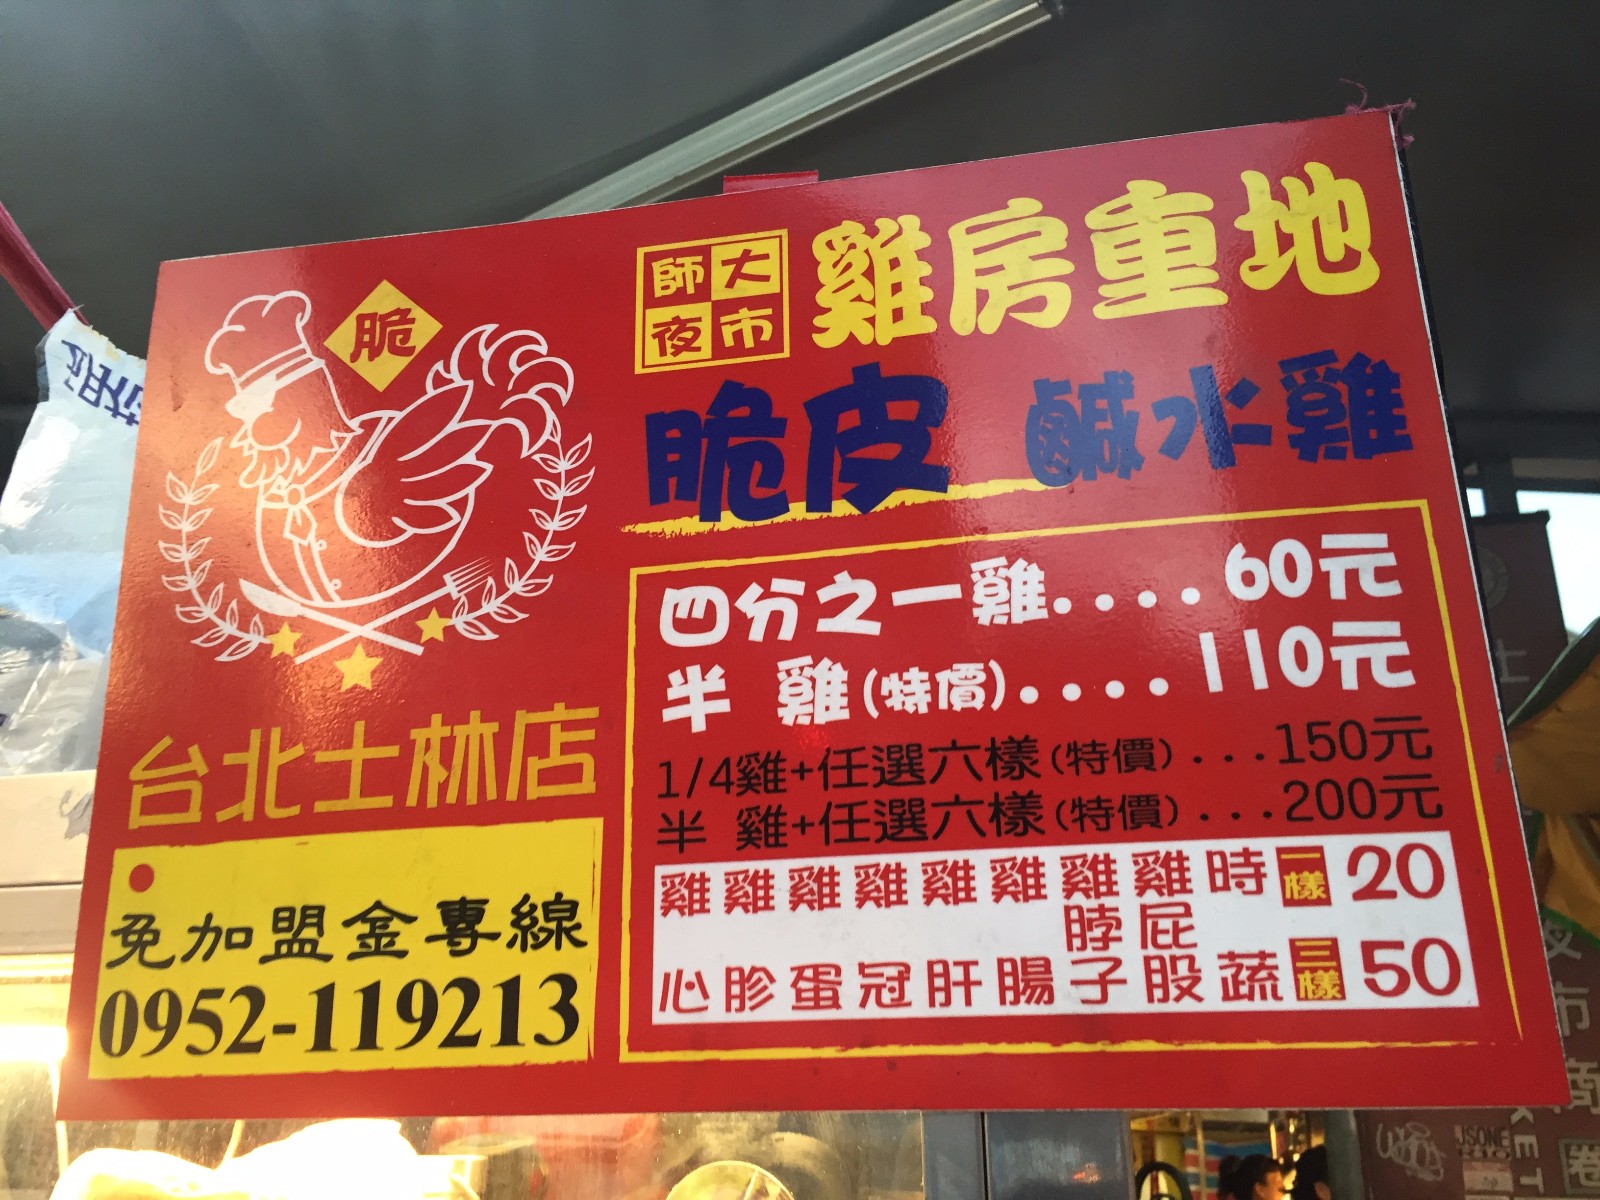 脆
師大
夜市
雞房重地
脆皮 鹹水雞
四分之一雞....60元
半 雞(特價)....110元
1/4雞+任選六樣(特價)...150元
半 雞+任選六樣(特價)...200元
雞心
雞胗
雞蛋
雞冠
雞肝
雞腸
雞脖子
雞屁股
時蔬
一樣 20
三樣 50
台北士林店
免加盟金專線
0952-119213